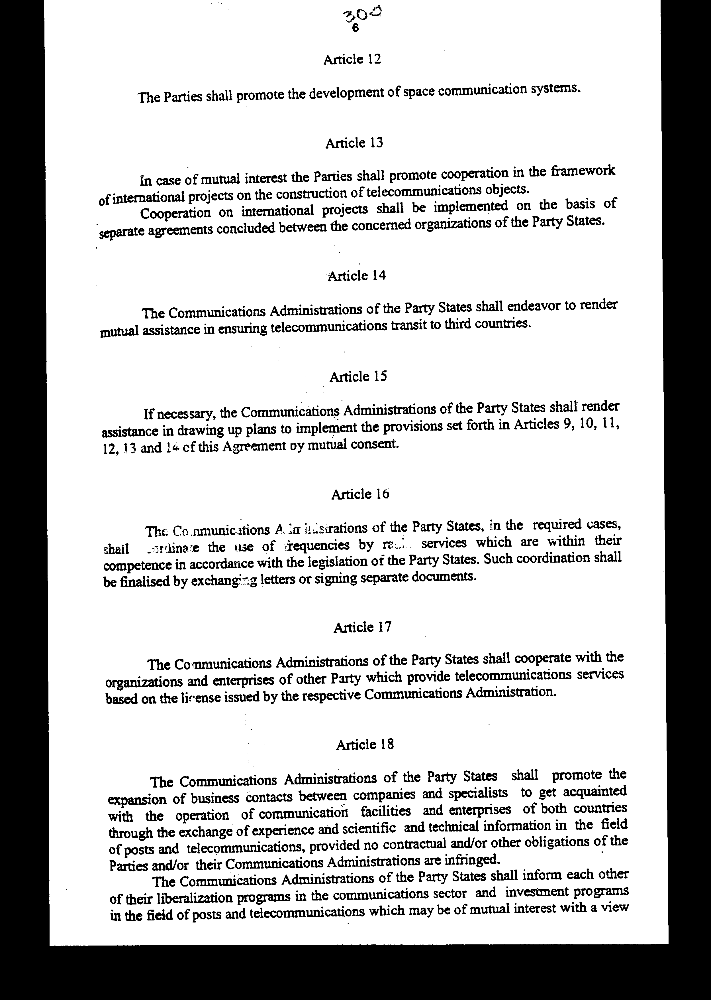 6
Article 12
The Parties shall promote the development of space communication systems.
Article 13
In case of mutual interest the Parties shall promote cooperation in the framework
of international projects on the construction of telecommunications objects.
Cooperation on international projects shall be implemented on the basis of
separate agreements concluded between the concerned organizations of the Party States.
Article 14
The Communications Administrations of the Party States shall endeavor to render
mutual assistance in ensuring telecommunications transit to third countries.
Article 15
If necessary, the Communications Administrations of the Party States shall render
assistance in drawing up plans to implement the provisions set forth in Articles 9, 10, 11,
12, 13 and 14 of this Agreement by mutual consent.
Article 16
The Communications Administrations of the Party States, in the required cases,
shall coordinate the use of frequencies by services which are within their
competence in accordance with the legislation of the Party States. Such coordination shall
be finalised by exchanging letters or signing separate documents.
Article 17
The Communications Administrations of the Party States shall cooperate with the
organizations and enterprises of other Party which provide telecommunications services
based on the license issued by the respective Communications Administration.
Article 18
The Communications Administrations of the Party States shall promote the
expansion of business contacts between companies and specialists to get acquainted
with the operation of communication facilities and enterprises of both countries
through the exchange of experience and scientific and technical information in the field
of posts and telecommunications, provided no contractual and/or other obligations of the
Parties and/or their Communications Administrations are infringed.
The Communications Administrations of the Party States shall inform each other
of their liberalization programs in the communications sector and investment programs
in the field of posts and telecommunications which may be of mutual interest with a view